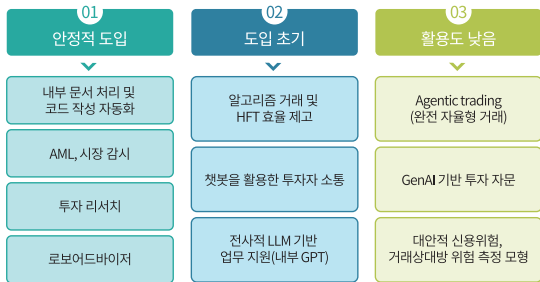 01
안정적 도입
내부 문서 처리 및
코드 작성 자동화
AML, 시장 감시
투자 리서치
로보어드바이저
02
도입 초기
알고리즘 거래 및
HFT 효율 제고
챗봇을 활용한 투자자 소통
전사적 LLM 기반
업무 지원(내부 GPT)
03
활용도 낮음
Agentic trading
(완전 자율형 거래)
GenAI 기반 투자 자문
대안적 신용위험,
거래상대방 위험 측정 모형